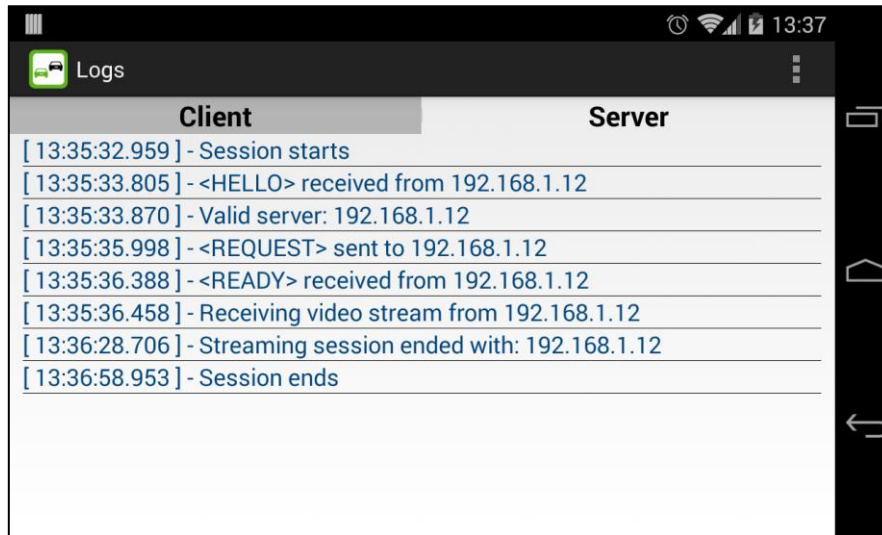 13:37
Logs
Client Server
[ 13:35:32.959 ] - Session starts
[ 13:35:33.805 ] - <HELLO> received from 192.168.1.12
[ 13:35:33.870 ] - Valid server: 192.168.1.12
[ 13:35:35.998 ] - <REQUEST> sent to 192.168.1.12
[ 13:35:36.388 ] - <READY> received from 192.168.1.12
[ 13:35:36.458 ] - Receiving video stream from 192.168.1.12
[ 13:36:28.706 ] - Streaming session ended with: 192.168.1.12
[ 13:36:58.953 ] - Session ends